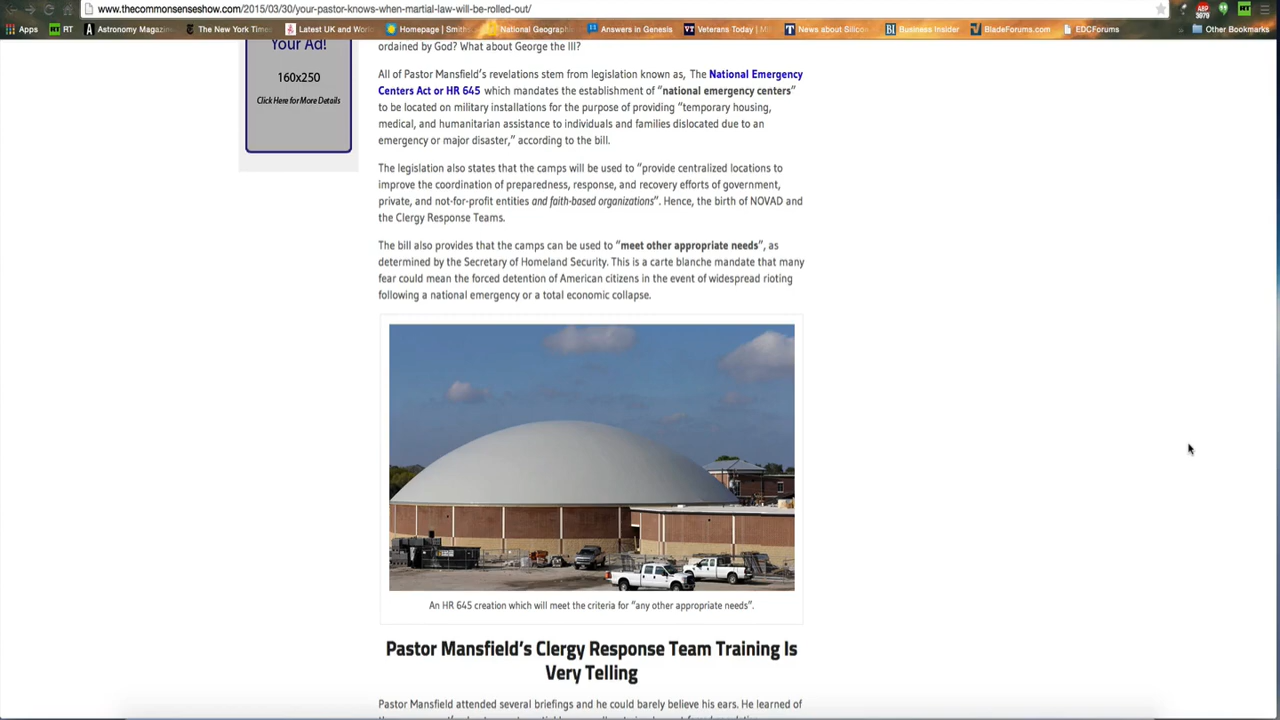 www.thecommonsenseshow.com/2015/03/30/your-pastor-knows-when-martial-law-will-be-rolled-out/
Apps RT Astronomy Magazin The New York Times Latest UK and World Homepage | Smiths National Geographi Answers in Genesis Veterans Today | Mi News about Silicon Business Insider BladeForums.com EDCForums Other Bookmarks
ABP
3079
RT
Your Ad!
160x250
Click Here for More Details
ordained by God? What about George the III?
All of Pastor Mansfield's revelations stem from legislation known as, The National Emergency
Centers Act or HR 645 which mandates the establishment of “national emergency centers”
to be located on military installations for the purpose of providing “temporary housing,
medical, and humanitarian assistance to individuals and families dislocated due to an
emergency or major disaster,” according to the bill.
The legislation also states that the camps will be used to “provide centralized locations to
improve the coordination of preparedness, response, and recovery efforts of government,
private, and not-for-profit entities and faith-based organizations”. Hence, the birth of NOVAD and
the Clergy Response Teams.
The bill also provides that the camps can be used to “meet other appropriate needs”, as
determined by the Secretary of Homeland Security. This is a carte blanche mandate that many
fear could mean the forced detention of American citizens in the event of widespread rioting
following a national emergency or a total economic collapse.
An HR 645 creation which will meet the criteria for “any other appropriate needs”.
Pastor Mansfield's Clergy Response Team Training Is
Very Telling
Pastor Mansfield attended several briefings and he could barely believe his ears. He learned of